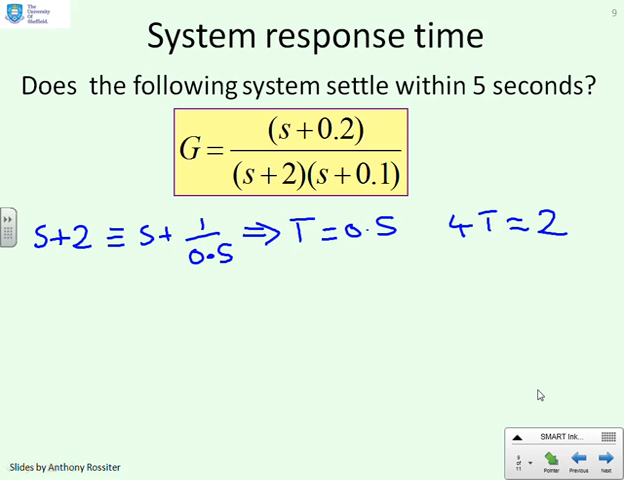 The
University
Of
Sheffield.
9
System response time
Does the following system settle within 5 seconds?
G = (s + 0.2) / (s + 2)(s + 0.1)
S+2 ≡ S+ 1/0.5 ⇒ T = 0.5 4T ≈ 2
SMART Ink...
9
of
11
Pointer
Previous
Next
Slides by Anthony Rossiter